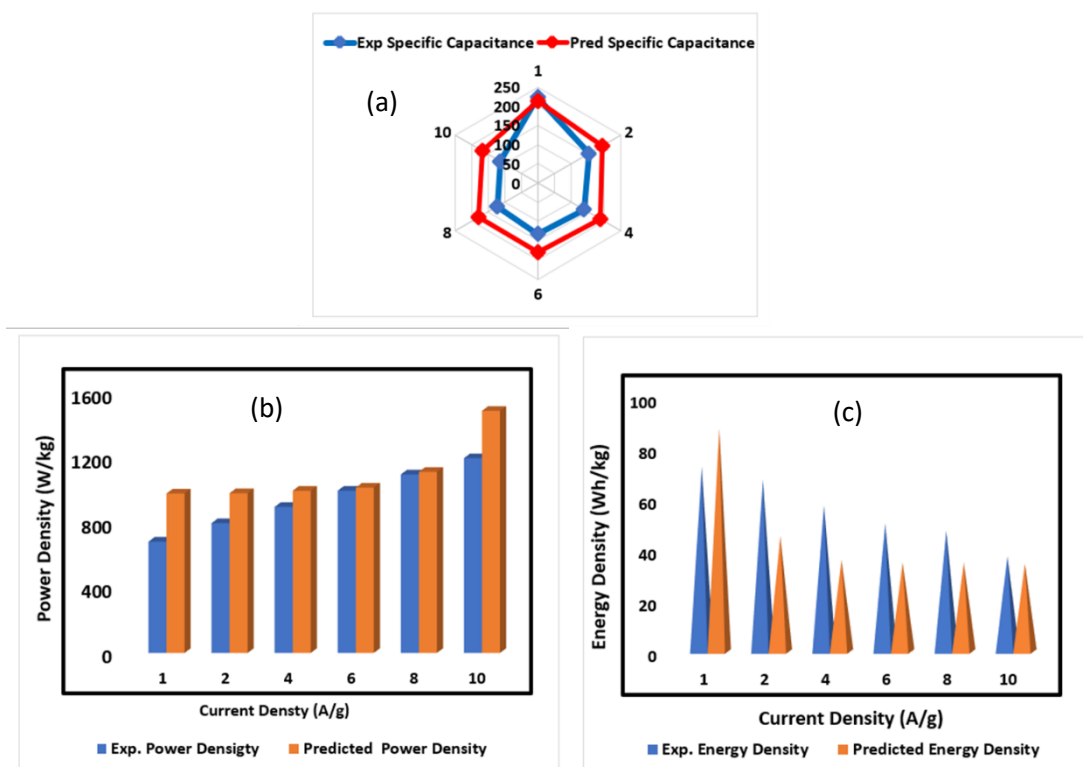 Exp Specific Capacitance Pred Specific Capacitance
1
250
200
150
100
50
0
2
4
6
8
10
(a)
(b)
1600
1200
800
400
0
Power Density (W/kg)
1 2 4 6 8 10
Current Densty (A/g)
Exp. Power Densigty Predicted Power Density
(c)
100
80
60
40
20
0
Energy Density (Wh/kg)
1 2 4 6 8 10
Current Density (A/g)
Exp. Energy Density Predicted Energy Density